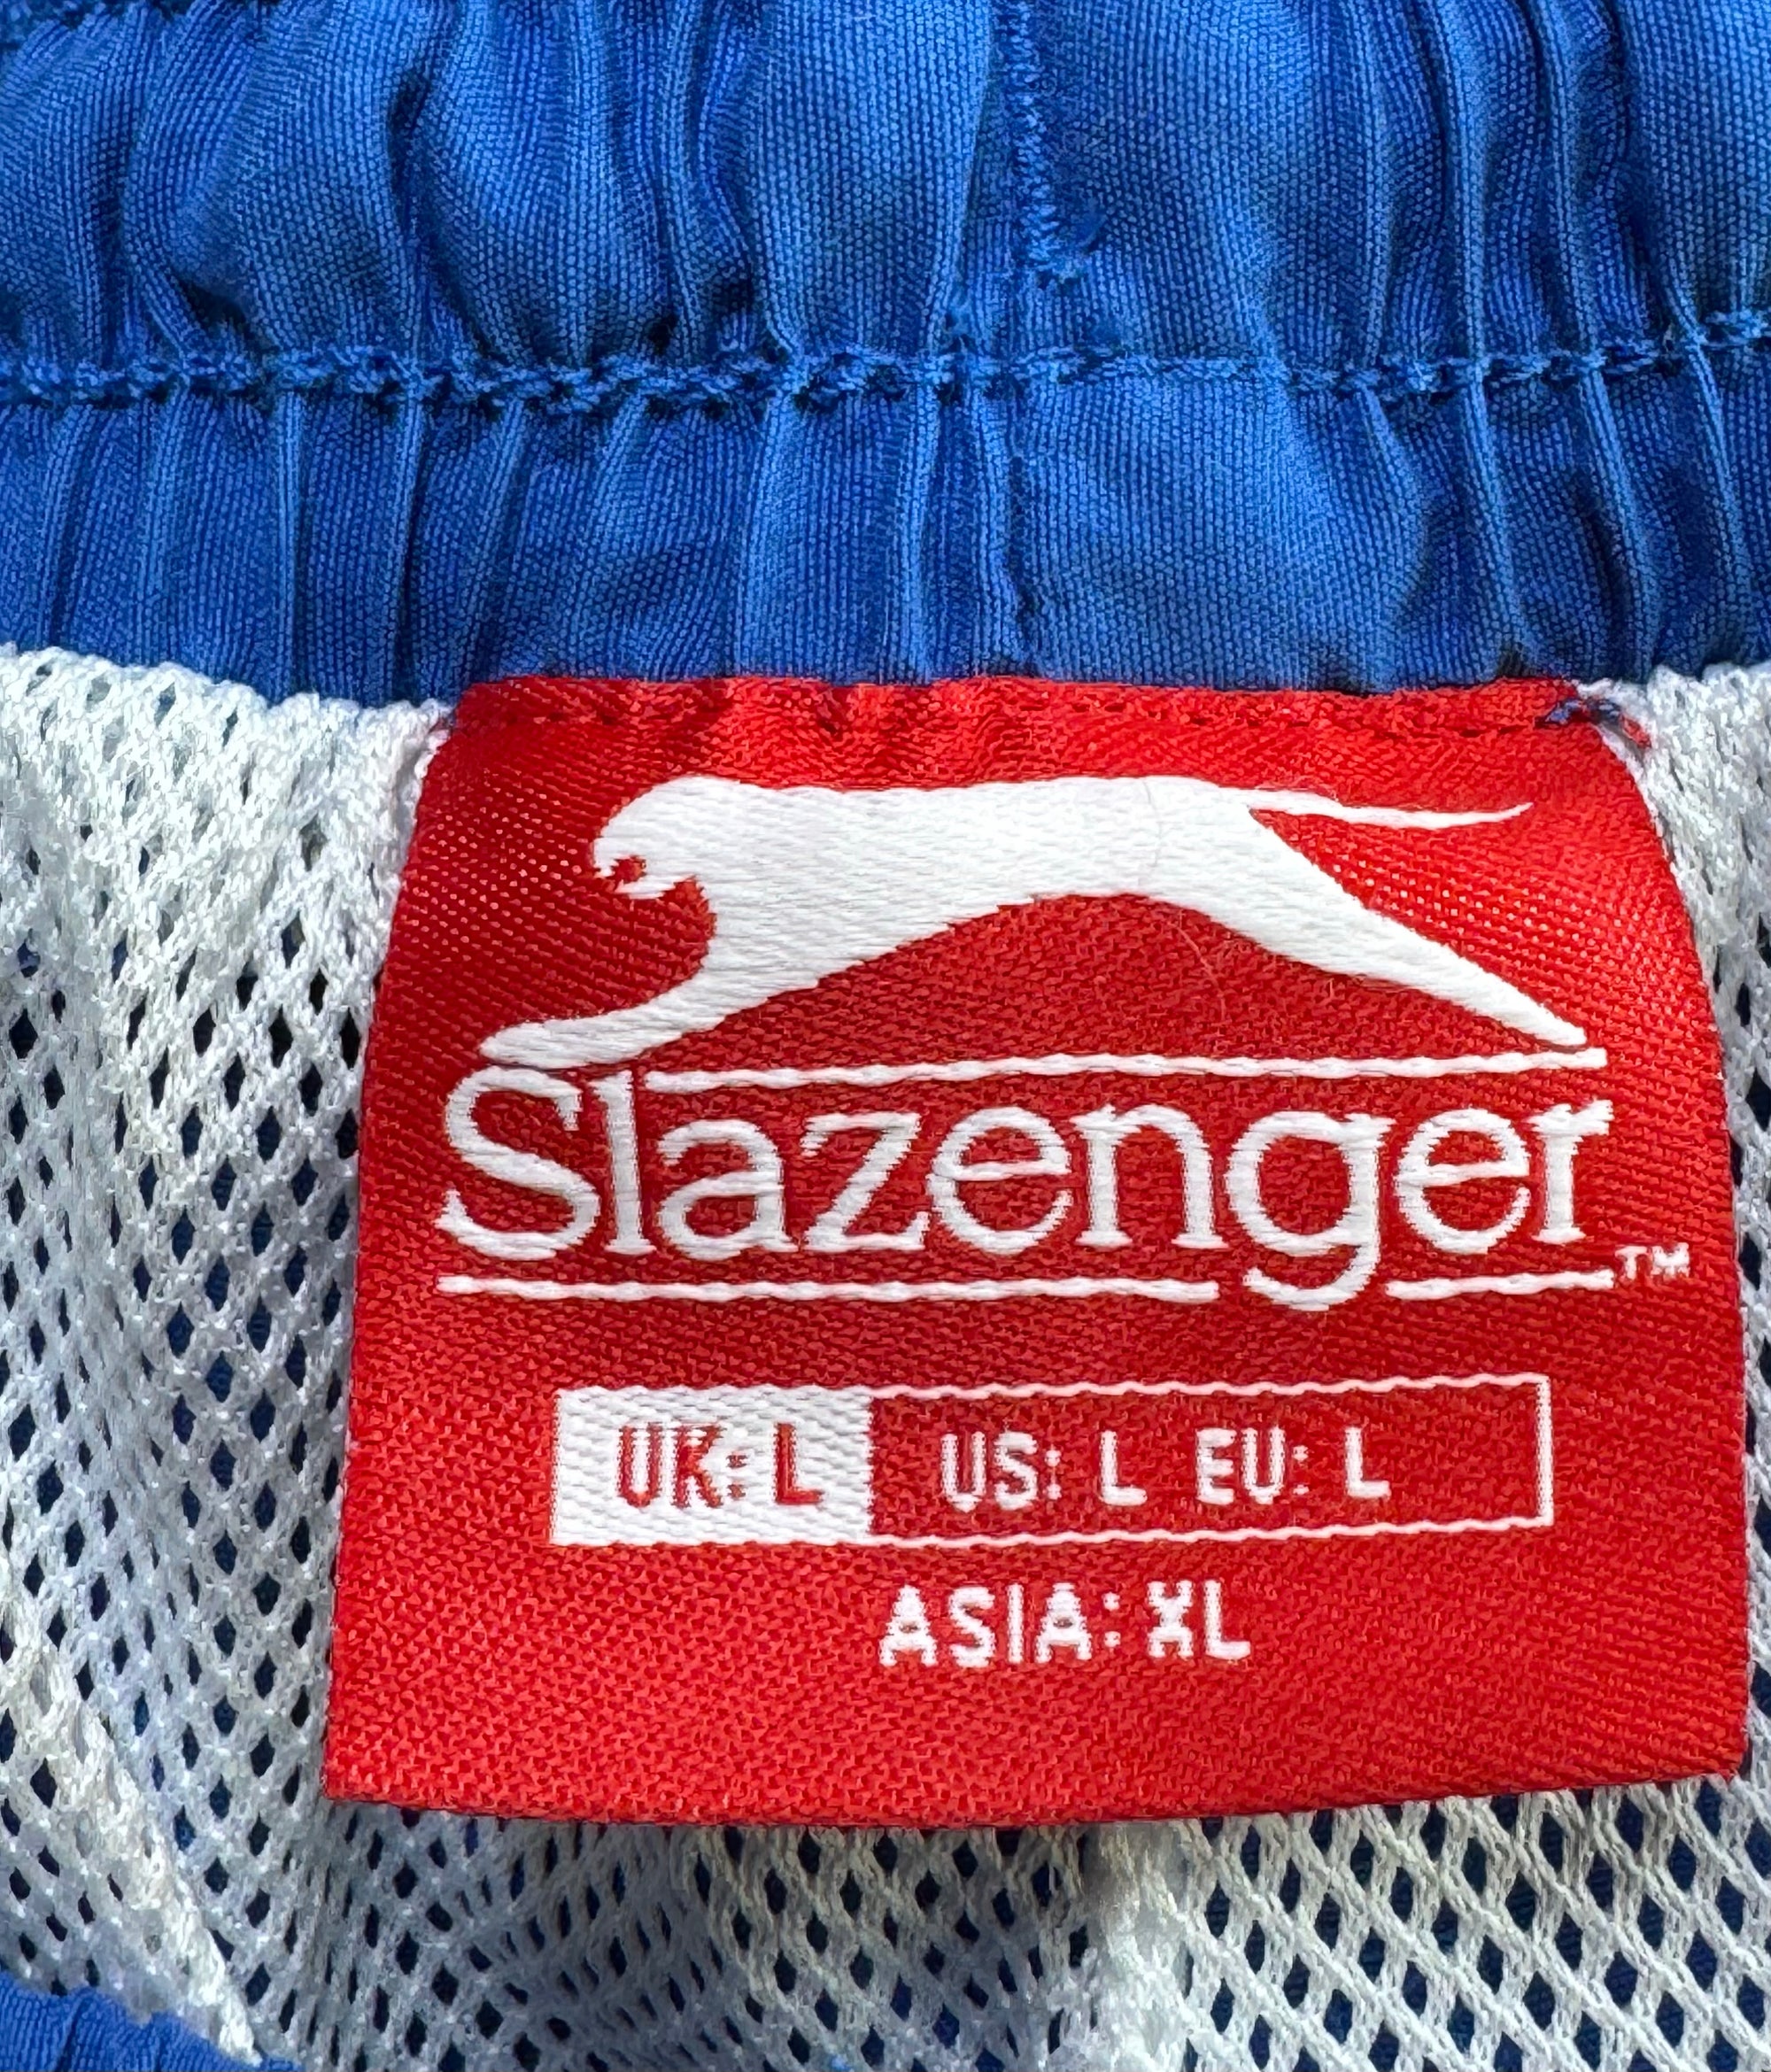 Slazenger™
UK: L US: L EU: L
ASIA: XL